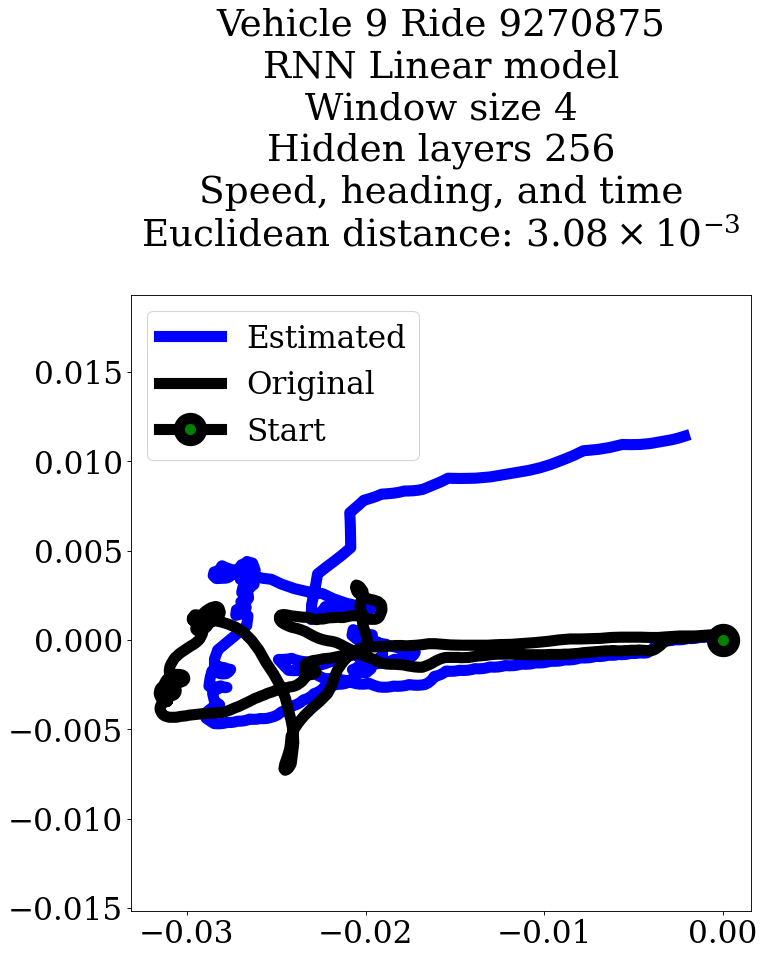 Vehicle 9 Ride 9270875
RNN Linear model
Window size 4
Hidden layers 256
Speed, heading, and time
Euclidean distance: 3.08 × 10⁻³
Estimated
Original
Start
0.015
0.010
0.005
0.000
−0.005
−0.010
−0.015
−0.03 −0.02 −0.01 0.00